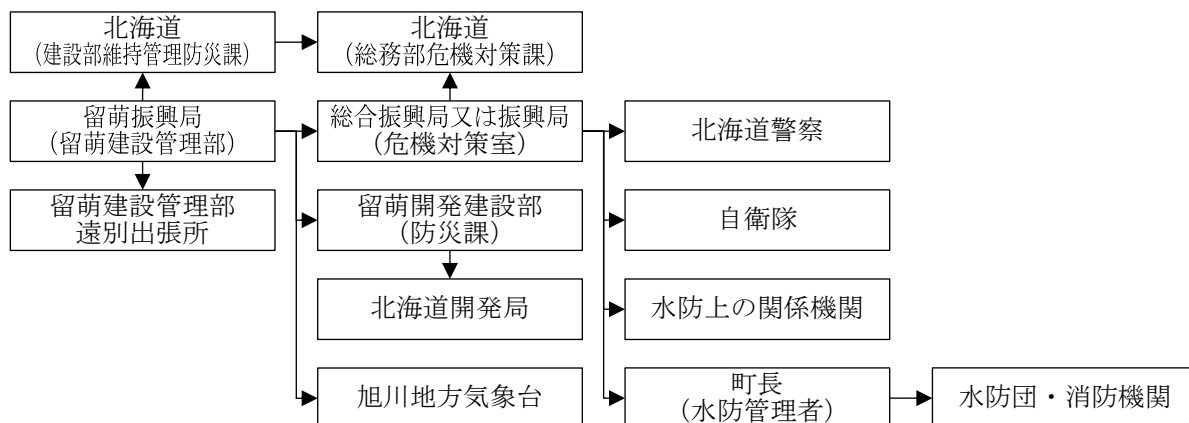 北海道
(建設部維持管理防災課)
北海道
(総務部危機対策課)
留萌振興局
(留萌建設管理部)
総合振興局又は振興局
(危機対策室)
北海道警察
留萌建設管理部
遠別出張所
留萌開発建設部
(防災課)
自衛隊
北海道開発局
水防上の関係機関
旭川地方気象台
町長
(水防管理者)
水防団・消防機関